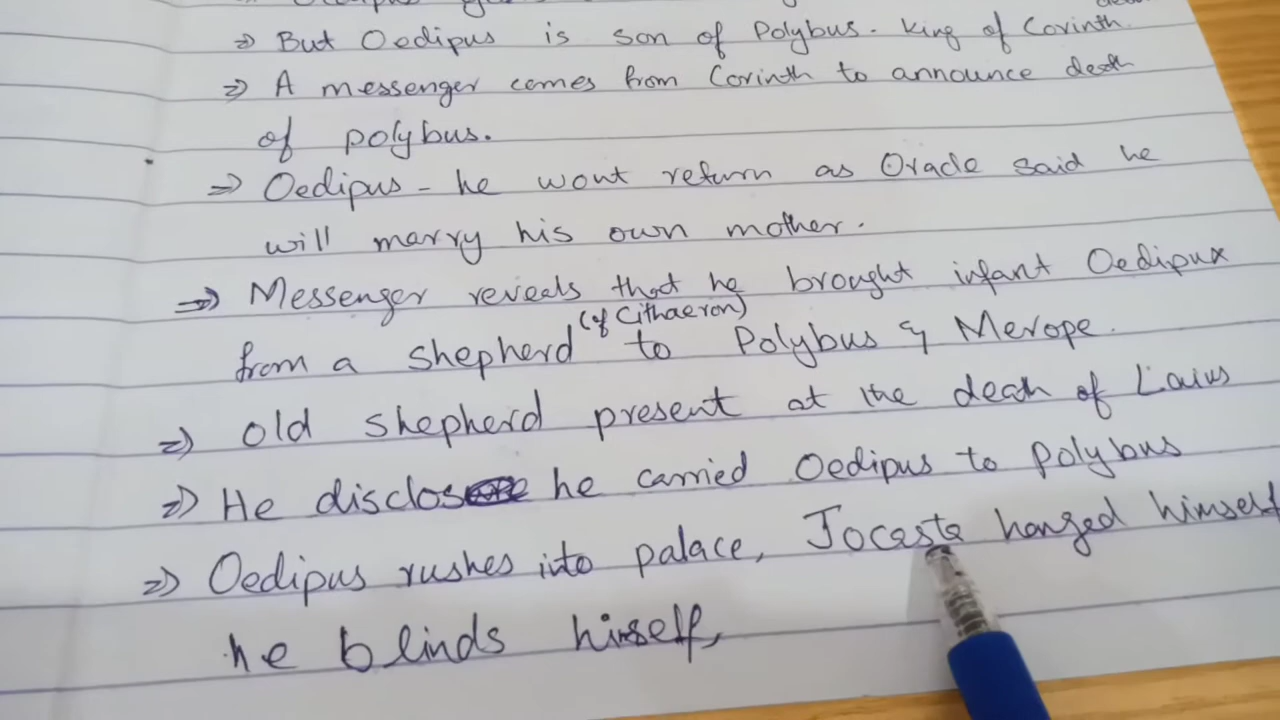 ⇒ But Oedipus is son of Polybus. King of Corinth
⇒ A messenger comes from Corinth to announce death
of polybus.
⇒ Oedipus - he wont return as Oracle said he
will marry his own mother.
⇒ Messenger reveals that he brought infant Oedipux
from a shepherd (of Cithaeron) to Polybus & Merope.
⇒ old shepherd present at the death of Laius
⇒ He disclos he carried Oedipus to polybus
⇒ Oedipus rushes into palace, Jocasta hanged himself
he blinds himself,